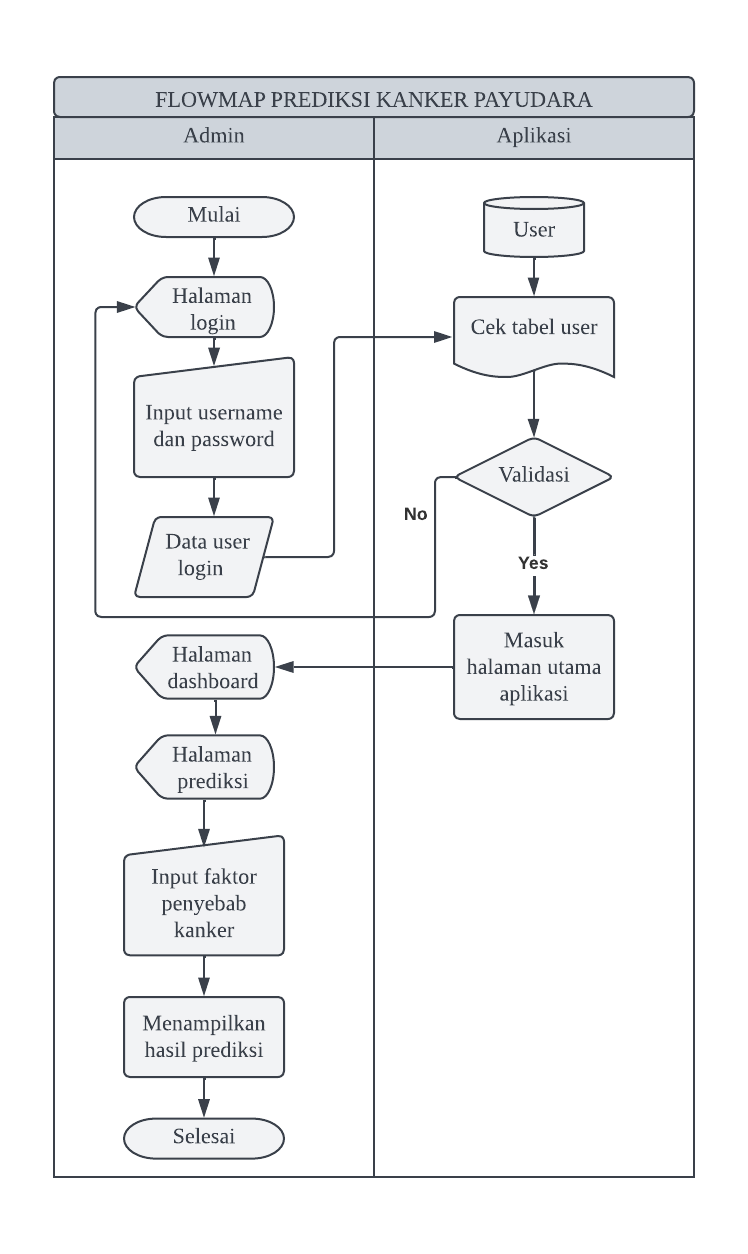 FLOWMAP PREDIKSI KANKER PAYUDARA
Admin
Aplikasi
Mulai
Halaman
login
Input username
dan password
Data user
login
User
Cek tabel user
Validasi
No
Yes
Masuk
halaman utama
aplikasi
Halaman
dashboard
Halaman
prediksi
Input faktor
penyebab
kanker
Menampilkan
hasil prediksi
Selesai